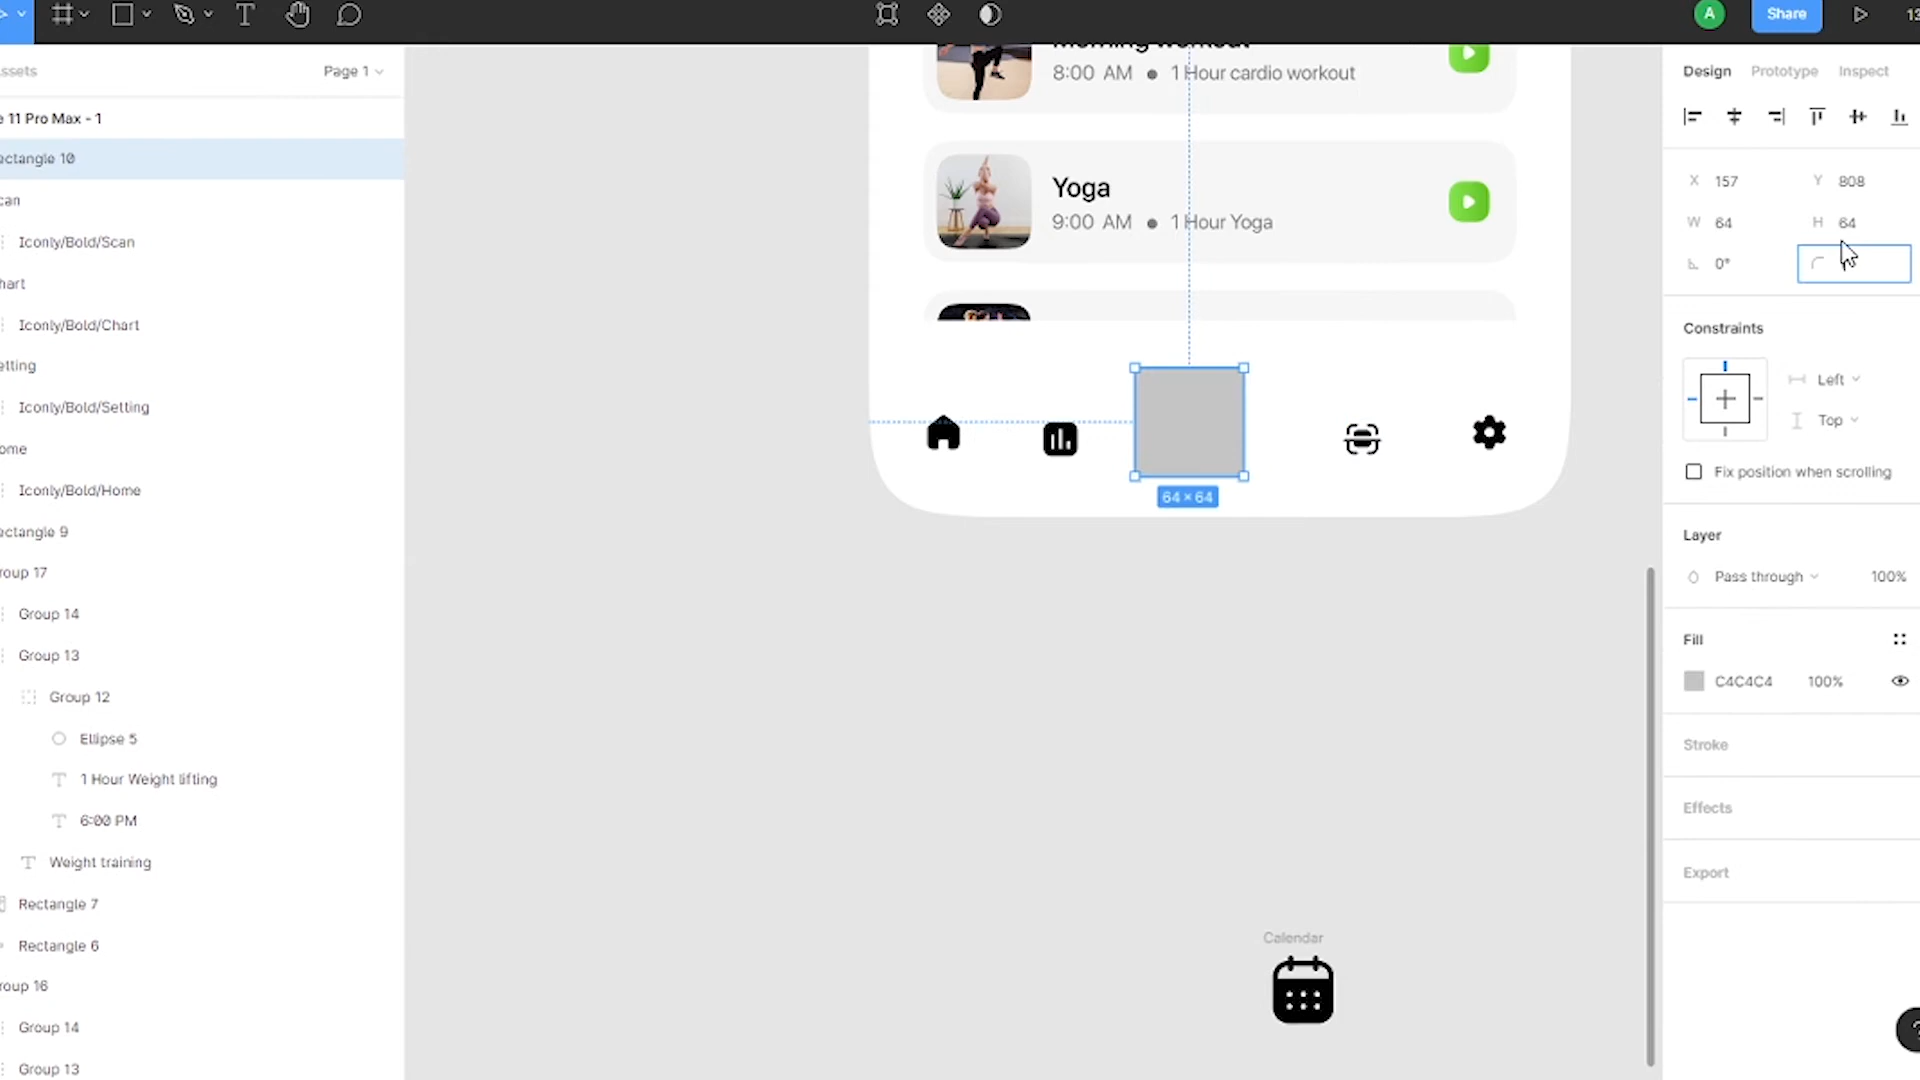 A
Share
ssets
Page 1
Design
Prototype
Inspect
e 11 Pro Max - 1
ectangle 10
can
Iconly/Bold/Scan
hart
Iconly/Bold/Chart
etting
Iconly/Bold/Setting
ome
Iconly/Bold/Home
ectangle 9
roup 17
Group 14
Group 13
Group 12
Ellipse 5
1 Hour Weight lifting
6:00 PM
Weight training
Rectangle 7
Rectangle 6
roup 16
Group 14
Group 13
Morning workout
8:00 AM ● 1 Hour cardio workout
Yoga
9:00 AM ● 1 Hour Yoga
64 × 64
Calendar
X 157
Y 808
W 64
H 64
0°
Constraints
Left
Top
Fix position when scrolling
Layer
Pass through
100%
Fill
C4C4C4
100%
Stroke
Effects
Export